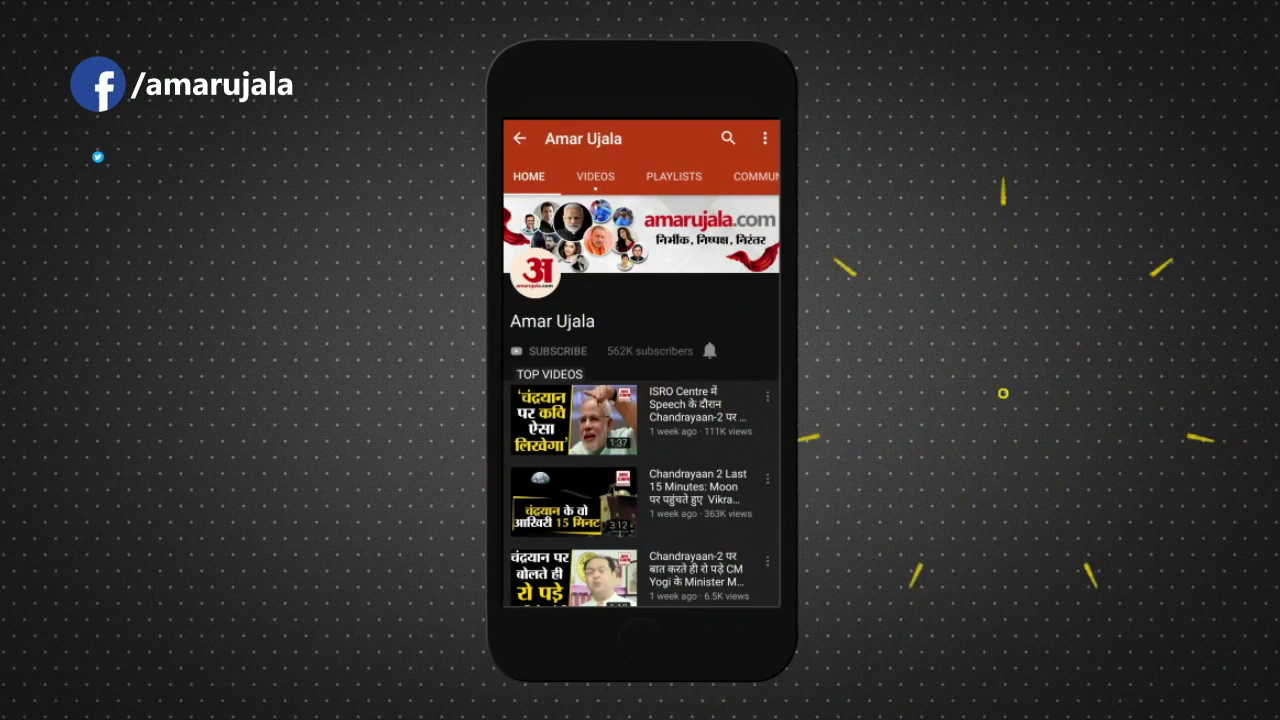 /amarujala
Amar Ujala
HOME VIDEOS PLAYLISTS COMMUN
amarujala.com
निर्भीक, निष्पक्ष, निरंतर
अ
amarujala.com
Amar Ujala
SUBSCRIBE 562K subscribers
TOP VIDEOS
'चंद्रयान
पर कवि
ऐसा
लिखेगा'
1:37
ISRO Centre में
Speech के दौरान
Chandrayaan-2 पर ...
1 week ago · 111K views
चंद्रयान के वो
आखिरी 15 मिनट
3:12
Chandrayaan 2 Last
15 Minutes: Moon
पर पहुंचते हुए Vikra...
1 week ago · 363K views
चंद्रयान पर
बोलते ही
रो पड़े
Chandrayaan-2 पर
बात करते ही रो पड़े CM
Yogi के Minister M...
1 week ago · 6.5K views